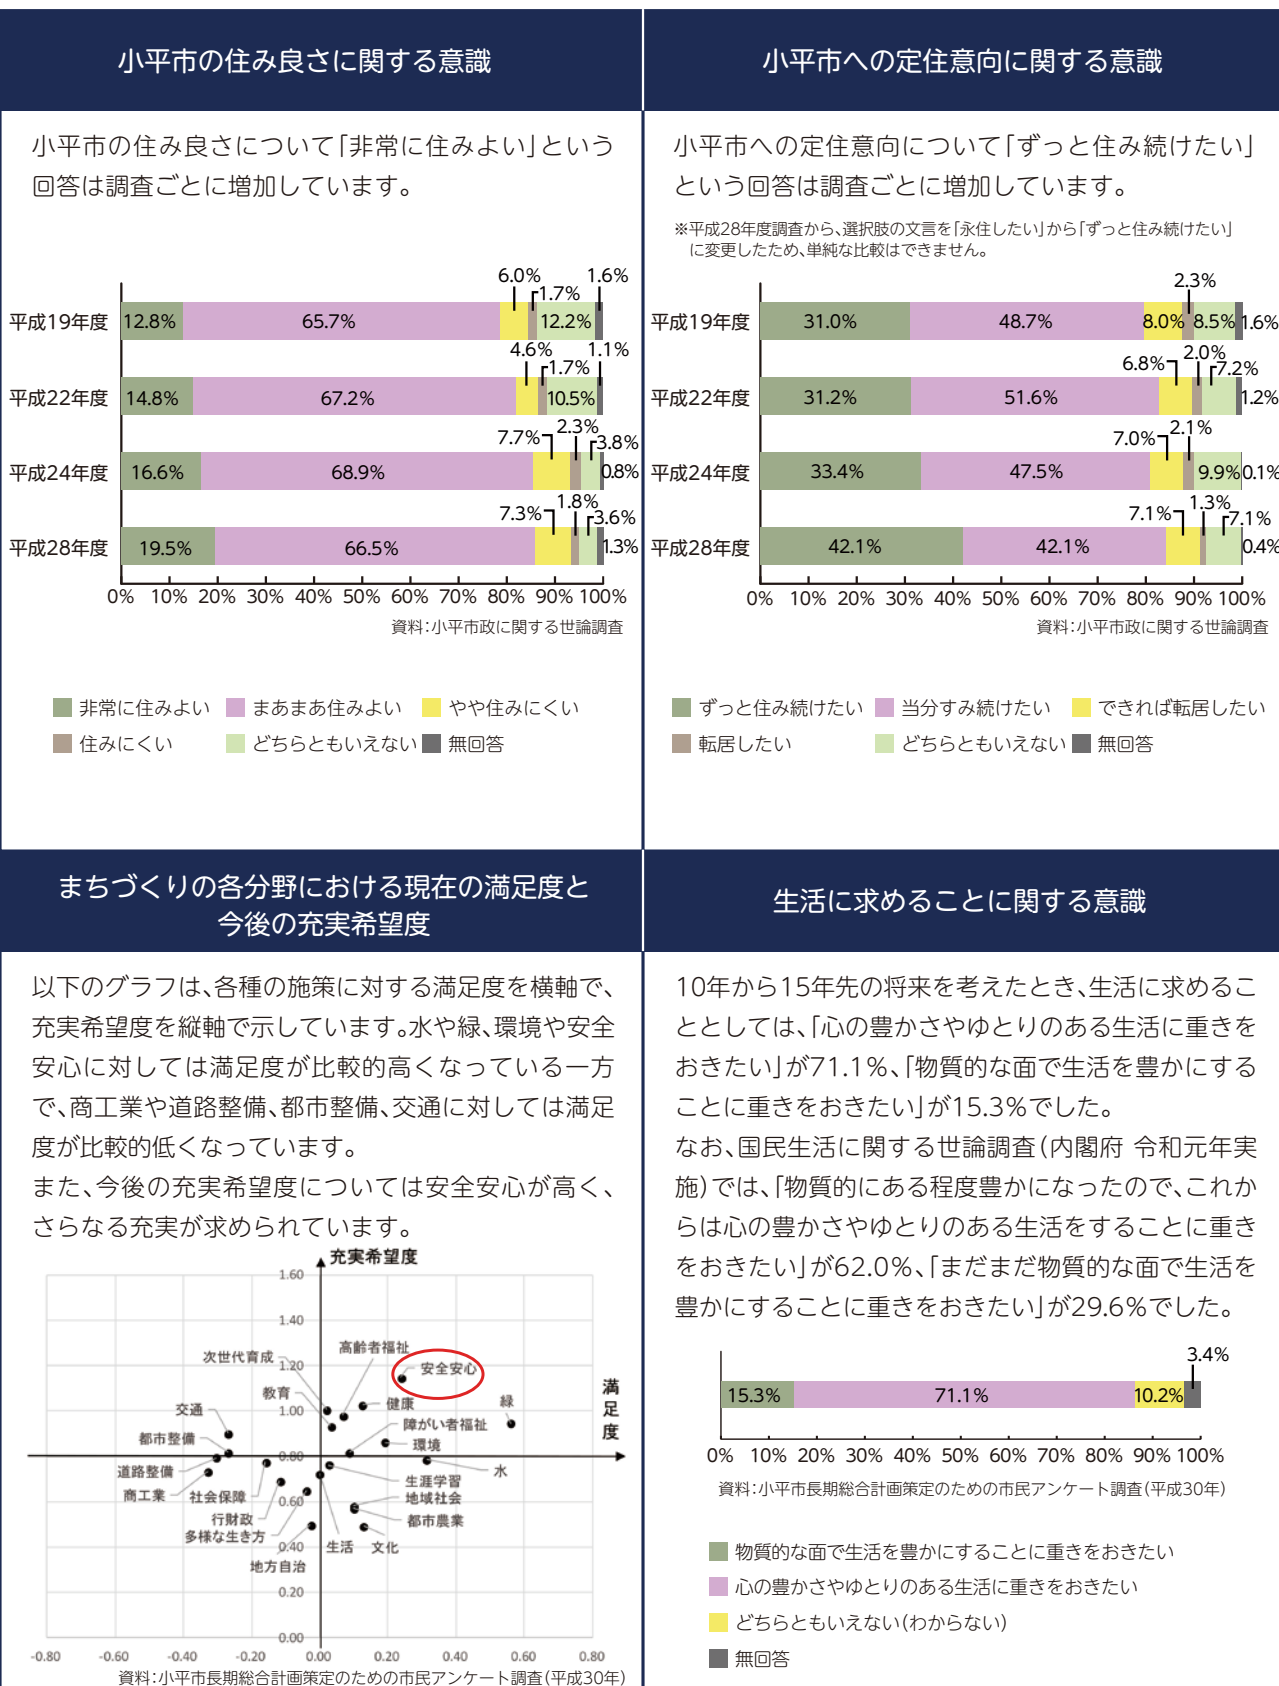 小平市の住み良さに関する意識
小平市の住み良さについて「非常に住みよい」という
回答は調査ごとに増加しています。
6.0% 1.7% 1.6%
平成19年度 12.8% 65.7% 12.2%
4.6% 1.7% 1.1%
平成22年度 14.8% 67.2% 10.5%
7.7% 2.3% 3.8%
平成24年度 16.6% 68.9% 0.8%
7.3% 1.8% 3.6%
平成28年度 19.5% 66.5% 1.3%
0% 10% 20% 30% 40% 50% 60% 70% 80% 90% 100%
資料:小平市政に関する世論調査
非常に住みよい まあまあ住みよい やや住みにくい
住みにくい どちらともいえない 無回答
小平市への定住意向に関する意識
小平市への定住意向について「ずっと住み続けたい」
という回答は調査ごとに増加しています。
※平成28年度調査から、選択肢の文言を「永住したい」から「ずっと住み続けたい」
に変更したため、単純な比較はできません。
2.3%
平成19年度 31.0% 48.7% 8.0% 8.5% 1.6%
6.8% 2.0% 7.2%
平成22年度 31.2% 51.6% 1.2%
7.0% 2.1%
平成24年度 33.4% 47.5% 9.9% 0.1%
7.1% 1.3% 7.1%
平成28年度 42.1% 42.1% 0.4%
0% 10% 20% 30% 40% 50% 60% 70% 80% 90% 100%
資料:小平市政に関する世論調査
ずっと住み続けたい 当分すみ続けたい できれば転居したい
転居したい どちらともいえない 無回答
まちづくりの各分野における現在の満足度と
今後の充実希望度
以下のグラフは、各種の施策に対する満足度を横軸で、
充実希望度を縦軸で示しています。水や緑、環境や安全
安心に対しては満足度が比較的高くなっている一方
で、商工業や道路整備、都市整備、交通に対しては満足
度が比較的低くなっています。
また、今後の充実希望度については安全安心が高く、
さらなる充実が求められています。
充実希望度
1.60
1.40
高齢者福祉
次世代育成 1.20 安全安心
満足度
教育 健康 緑
交通 1.00 障がい者福祉
都市整備 環境
0.80
道路整備 水
生涯学習
商工業 社会保障 0.60 地域社会
行財政 都市農業
多様な生き方
0.40 生活 文化
地方自治
0.20
0.00
-0.80 -0.60 -0.40 -0.20 0.00 0.20 0.40 0.60 0.80
資料:小平市長期総合計画策定のための市民アンケート調査(平成30年)
生活に求めることに関する意識
10年から15年先の将来を考えたとき、生活に求めるこ
ととしては、「心の豊かさやゆとりのある生活に重きを
おきたい」が71.1%、「物質的な面で生活を豊かにする
ことに重きをおきたい」が15.3%でした。
なお、国民生活に関する世論調査(内閣府 令和元年実
施)では、「物質的にある程度豊かになったので、これか
らは心の豊かさやゆとりのある生活をすることに重き
をおきたい」が62.0%、「まだまだ物質的な面で生活を
豊かにすることに重きをおきたい」が29.6%でした。
3.4%
15.3% 71.1% 10.2%
0% 10% 20% 30% 40% 50% 60% 70% 80% 90% 100%
資料:小平市長期総合計画策定のための市民アンケート調査(平成30年)
物質的な面で生活を豊かにすることに重きをおきたい
心の豊かさやゆとりのある生活に重きをおきたい
どちらともいえない(わからない)
無回答